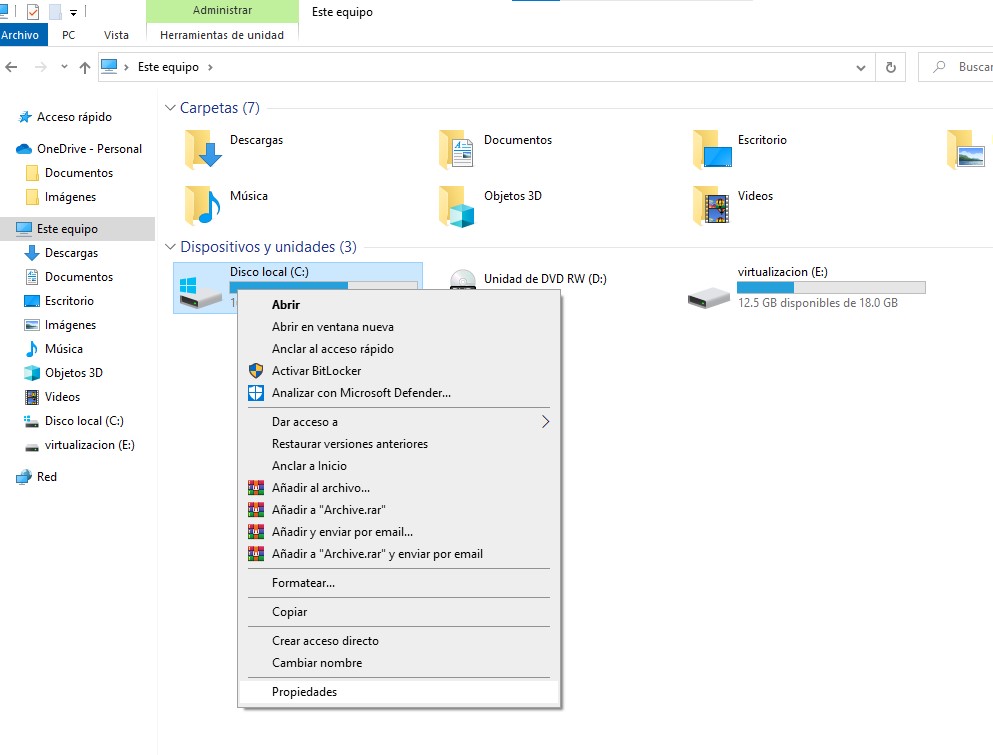 Administrar
Este equipo
Archivo
PC
Vista
Herramientas de unidad
Este equipo
Buscar
Acceso rápido
OneDrive - Personal
Documentos
Imágenes
Este equipo
Descargas
Documentos
Escritorio
Imágenes
Música
Objetos 3D
Videos
Disco local (C:)
virtualizacion (E:)
Red
Carpetas (7)
Descargas
Documentos
Escritorio
Música
Objetos 3D
Videos
Dispositivos y unidades (3)
Disco local (C:)
Unidad de DVD RW (D:)
virtualizacion (E:)
12.5 GB disponibles de 18.0 GB
Abrir
Abrir en ventana nueva
Anclar al acceso rápido
Activar BitLocker
Analizar con Microsoft Defender...
Dar acceso a
Restaurar versiones anteriores
Anclar a Inicio
Añadir al archivo...
Añadir a "Archive.rar"
Añadir y enviar por email...
Añadir a "Archive.rar" y enviar por email
Formatear...
Copiar
Crear acceso directo
Cambiar nombre
Propiedades